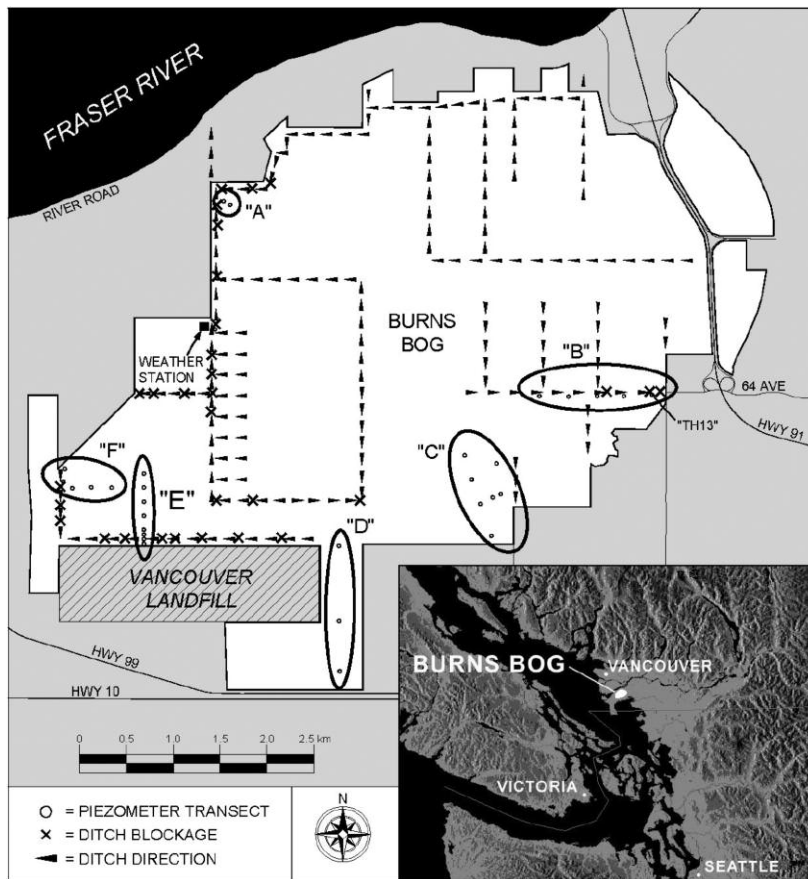 FRASER RIVER
RIVER ROAD
"A"
BURNS
BOG
WEATHER
STATION
"B"
64 AVE
"TH13"
HWY 91
"C"
"F"
"E"
"D"
VANCOUVER
LANDFILL
HWY 99
HWY 10
BURNS BOG
VANCOUVER
VICTORIA
SEATTLE
0 0.5 1.0 1.5 2.0 2.5 km
= PIEZOMETER TRANSECT
= DITCH BLOCKAGE
= DITCH DIRECTION
N